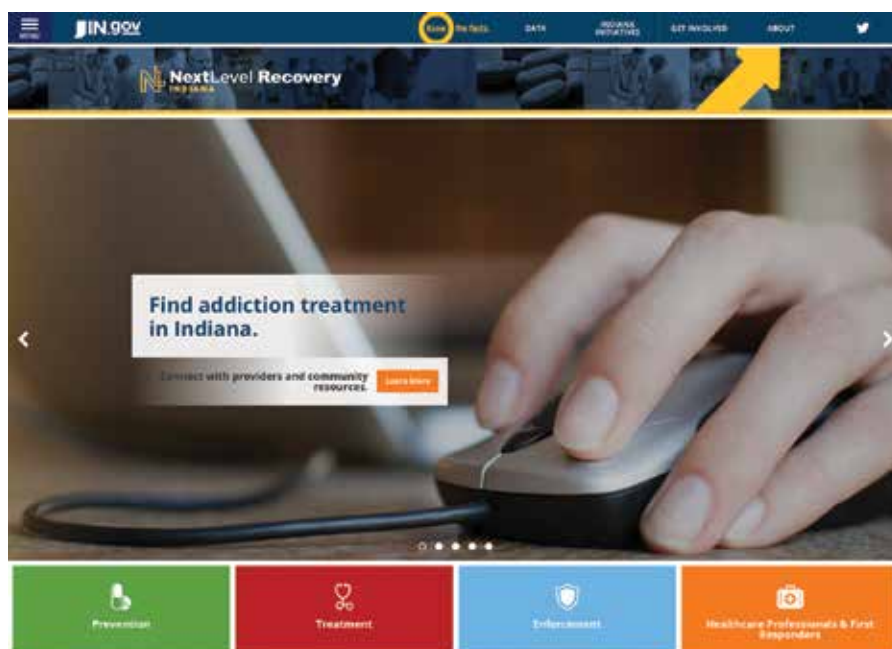 MENU
IN.gov
Know the facts.
DATA
INDIANA
INITIATIVES
GET INVOLVED
ABOUT
NextLevel Recovery
INDIANA
Find addiction treatment
in Indiana.
Connect with providers and community
resources.
Learn More
Prevention
Treatment
Enforcement
Healthcare Professionals & First
Responders